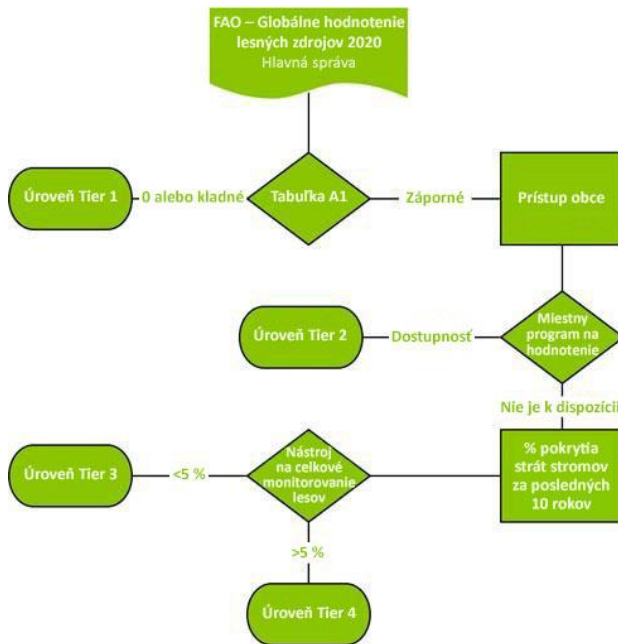 FAO – Globálne hodnotenie
lesných zdrojov 2020
Hlavná správa
Úroveň Tier 1
0 alebo kladné
Tabuľka A1
Záporné
Prístup obce
Úroveň Tier 2
Dostupnosť
Miestny
program na
hodnotenie
Nie je k dispozícii
Úroveň Tier 3
<5 %
Nástroj
na celkové
monitorovanie
lesov
% pokrytia
strát stromov
za posledných
10 rokov
>5 %
Úroveň Tier 4